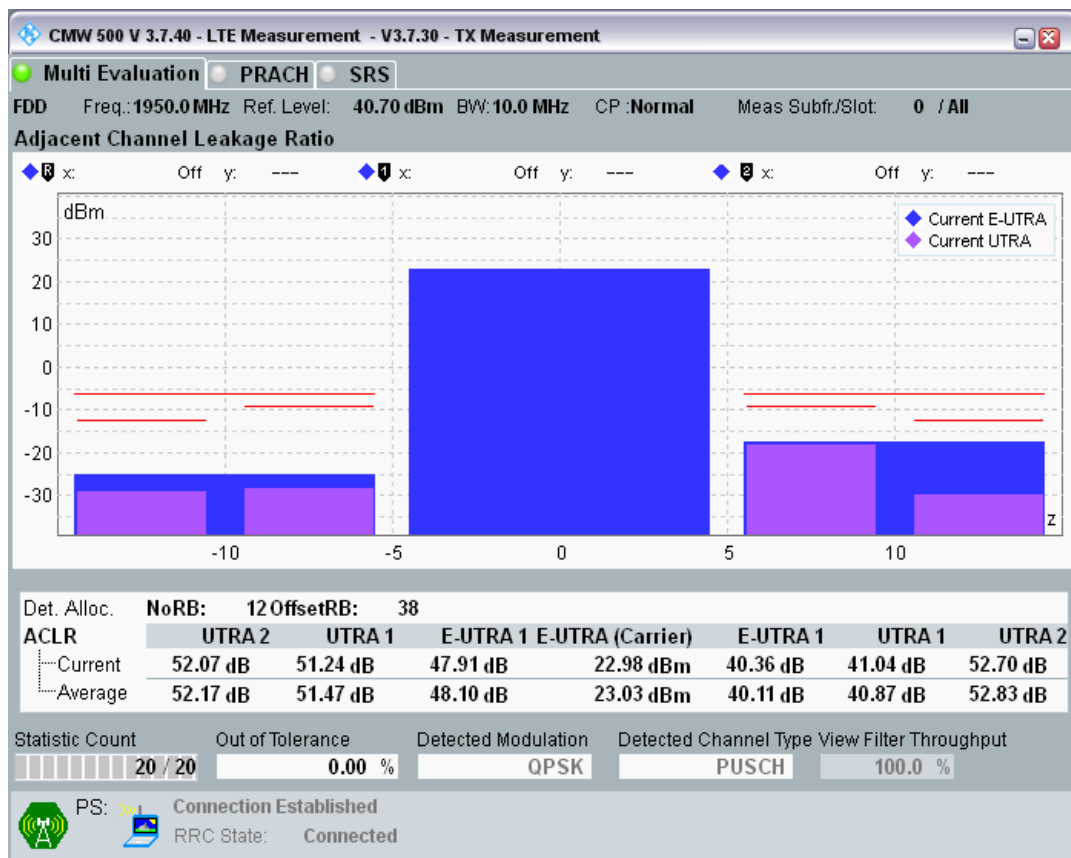 CMW 500 V 3.7.40 - LTE Measurement - V3.7.30 - TX Measurement
Multi Evaluation PRACH SRS
FDD Freq.: 1950.0 MHz Ref. Level: 40.70 dBm BW: 10.0 MHz CP : Normal Meas Subfr./Slot: 0 / All
Adjacent Channel Leakage Ratio
R x: Off y: --- 1 x: Off y: --- 2 x: Off y: ---
dBm
Current E-UTRA
Current UTRA
30
20
10
0
-10
-20
-30
z
-10 -5 0 5 10
Det. Alloc. NoRB: 12 OffsetRB: 38
ACLR UTRA 2 UTRA 1 E-UTRA 1 E-UTRA (Carrier) E-UTRA 1 UTRA 1 UTRA 2
Current 52.07 dB 51.24 dB 47.91 dB 22.98 dBm 40.36 dB 41.04 dB 52.70 dB
Average 52.17 dB 51.47 dB 48.10 dB 23.03 dBm 40.11 dB 40.87 dB 52.83 dB
Statistic Count Out of Tolerance Detected Modulation Detected Channel Type View Filter Throughput
20 / 20 0.00 % QPSK PUSCH 100.0 %
PS: Connection Established
RRC State: Connected